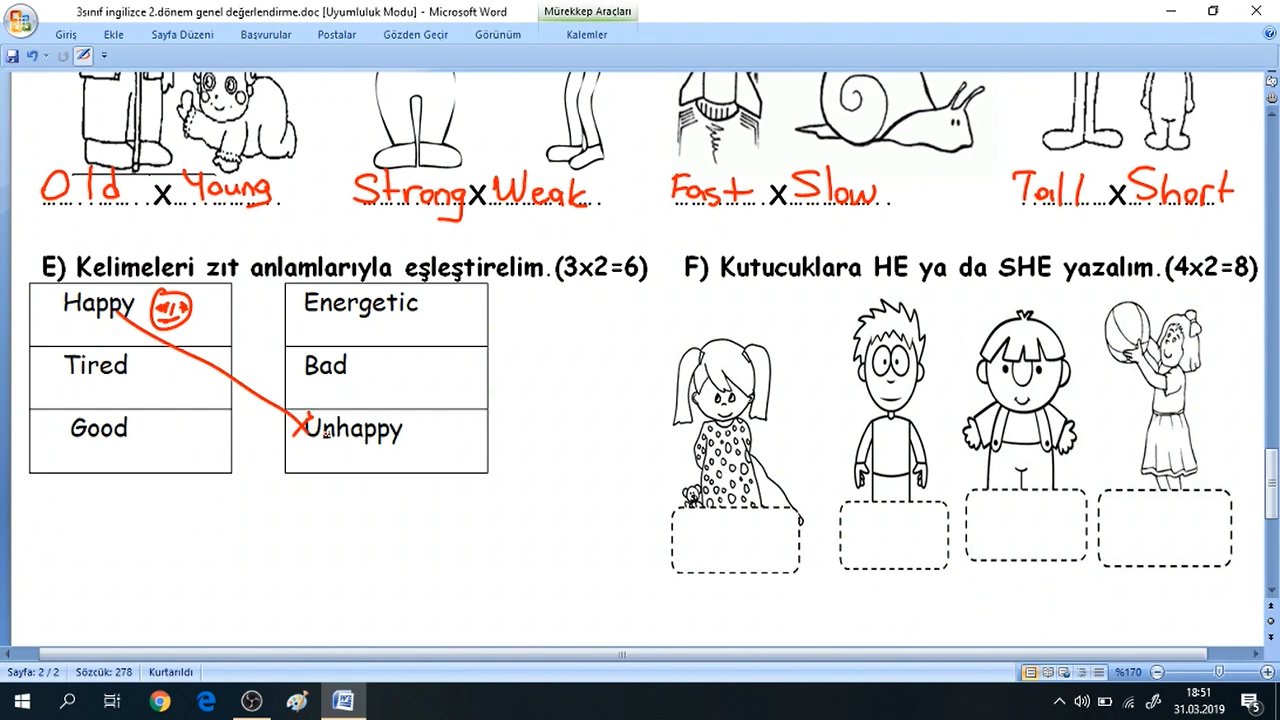 3sınıf ingilizce 2.dönem genel değerlendirme.doc [Uyumluluk Modu] - Microsoft Word
Mürekkep Araçları
Giriş Ekle Sayfa Düzeni Başvurular Postalar Gözden Geçir Görünüm Kalemler
Old x Young Strong x Weak Fast x Slow Tall x Short
E) Kelimeleri zıt anlamlarıyla eşleştirelim.(3x2=6)
Happy Energetic
Tired Bad
Good Unhappy
F) Kutucuklara HE ya da SHE yazalım.(4x2=8)
Sayfa: 2 / 2 Sözcük: 278 Kurtarıldı %170
18:51
31.03.2019
5